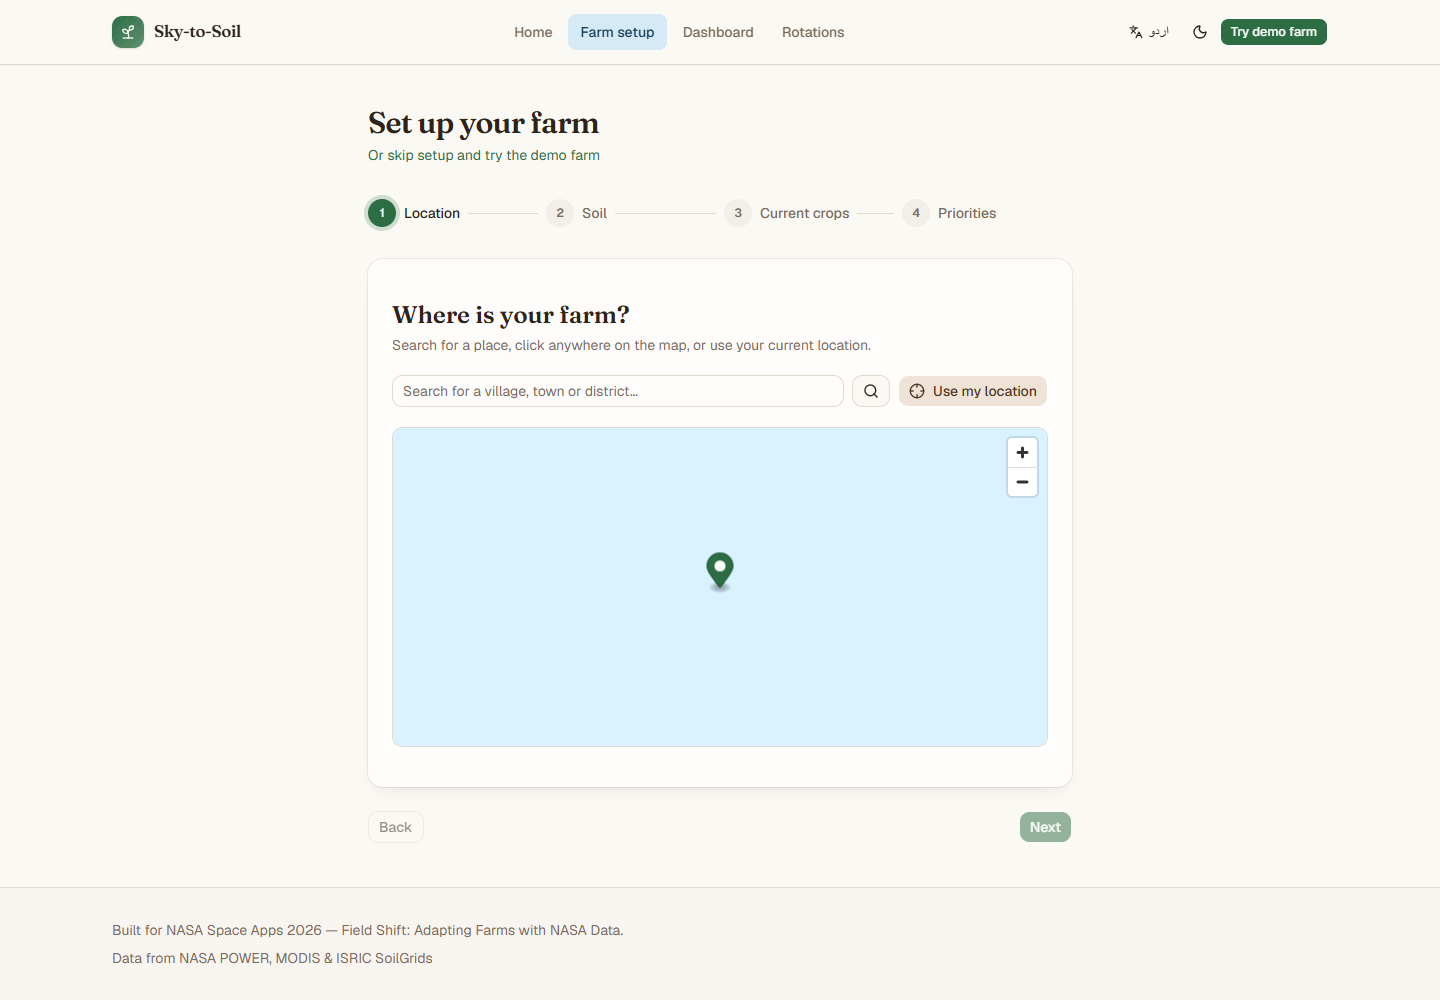 Sky-to-Soil
Home
Farm setup
Dashboard
Rotations
اردو
Try demo farm
Set up your farm
Or skip setup and try the demo farm
1 Location
2 Soil
3 Current crops
4 Priorities
Where is your farm?
Search for a place, click anywhere on the map, or use your current location.
Search for a village, town or district...
Use my location
Back
Next
Built for NASA Space Apps 2026 — Field Shift: Adapting Farms with NASA Data.
Data from NASA POWER, MODIS & ISRIC SoilGrids